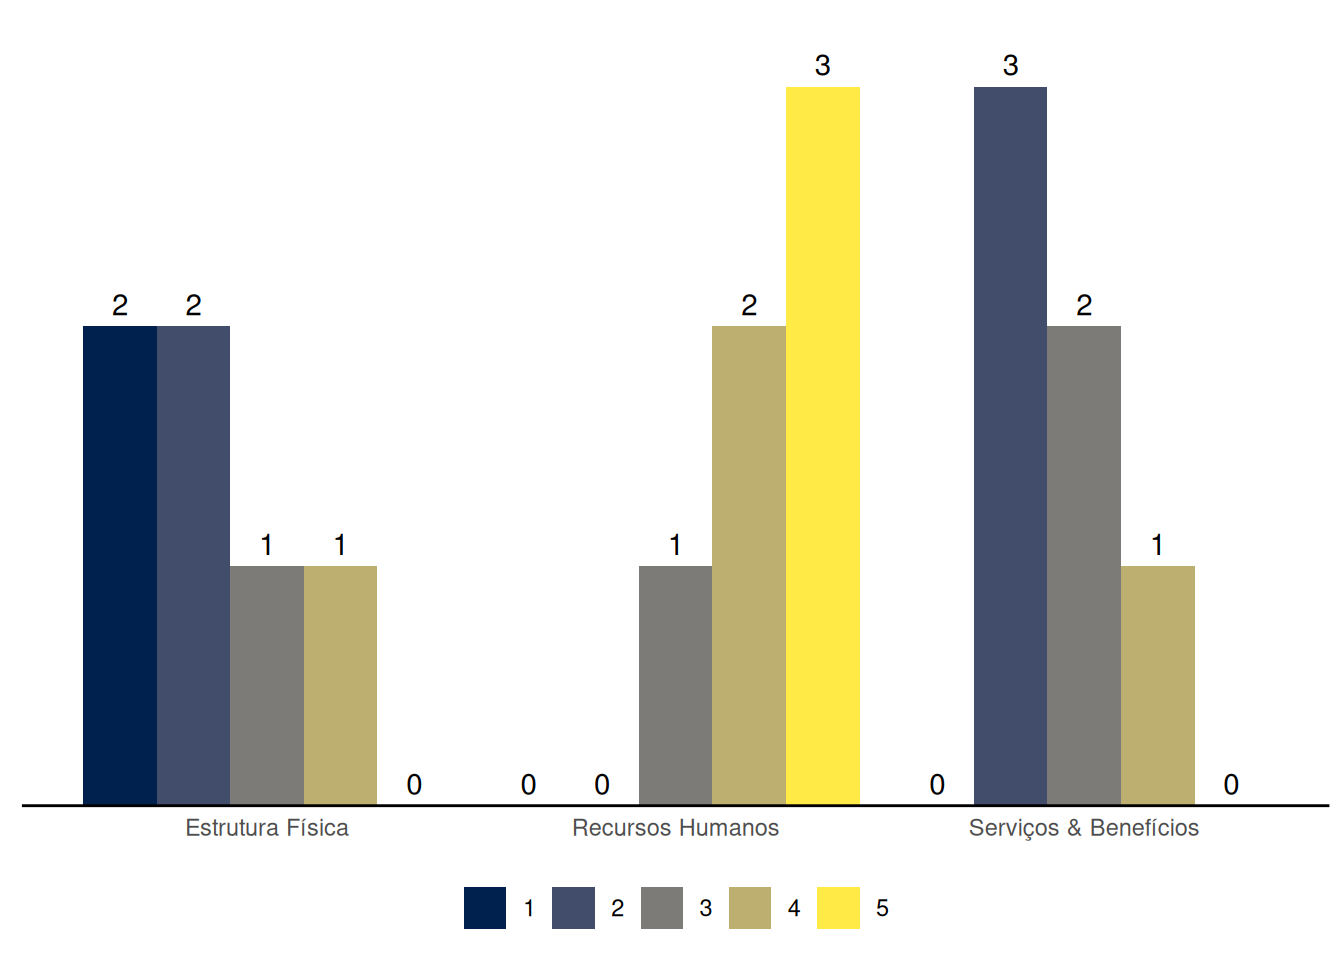 3 3
2 2 2 2
1 1 1 1
0 0 0 0 0
Estrutura Física Recursos Humanos Serviços & Benefícios
1 2 3 4 5